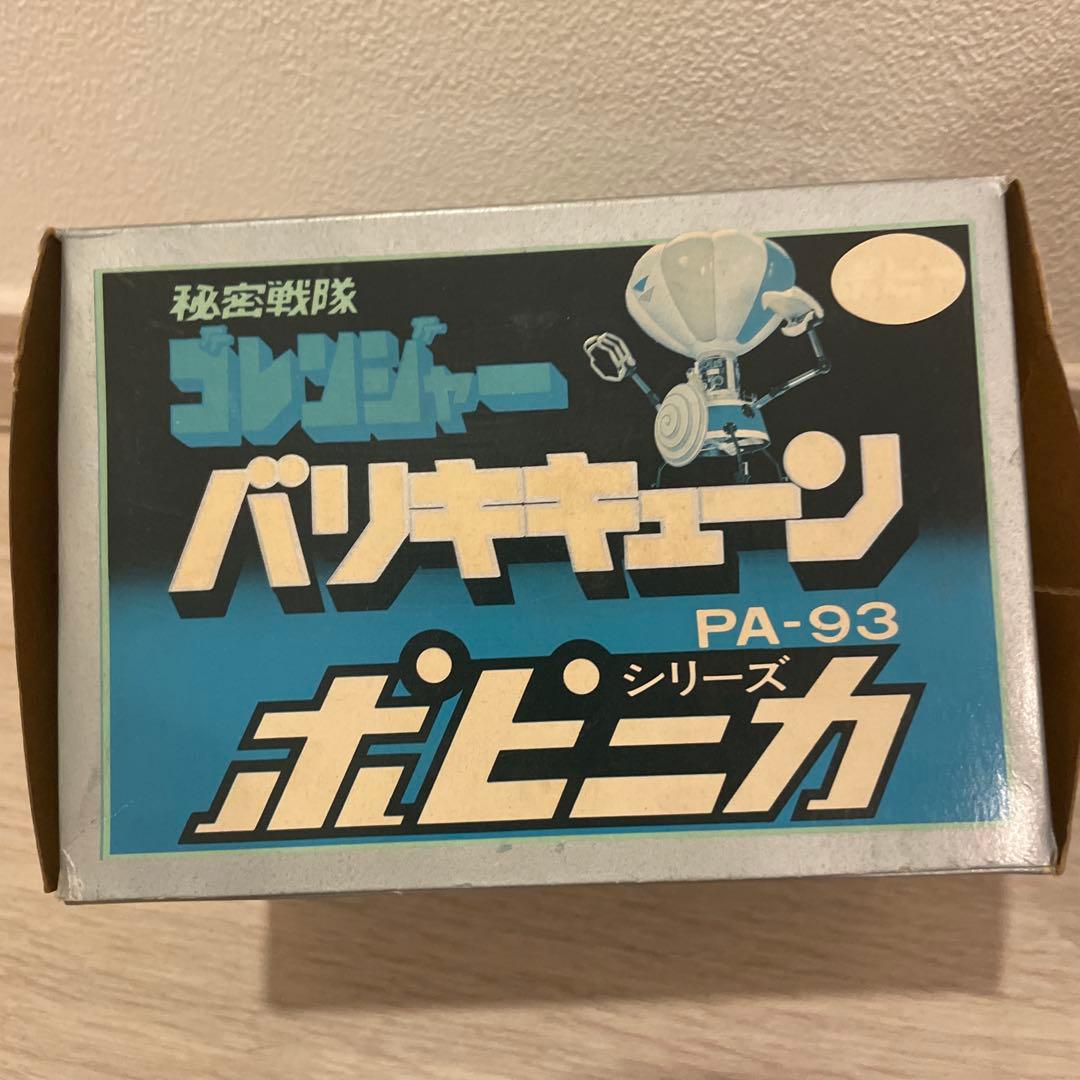 秘密戦隊
ゴレンジャー
バリキキューン
PA-93
ポピニカ
シリーズ